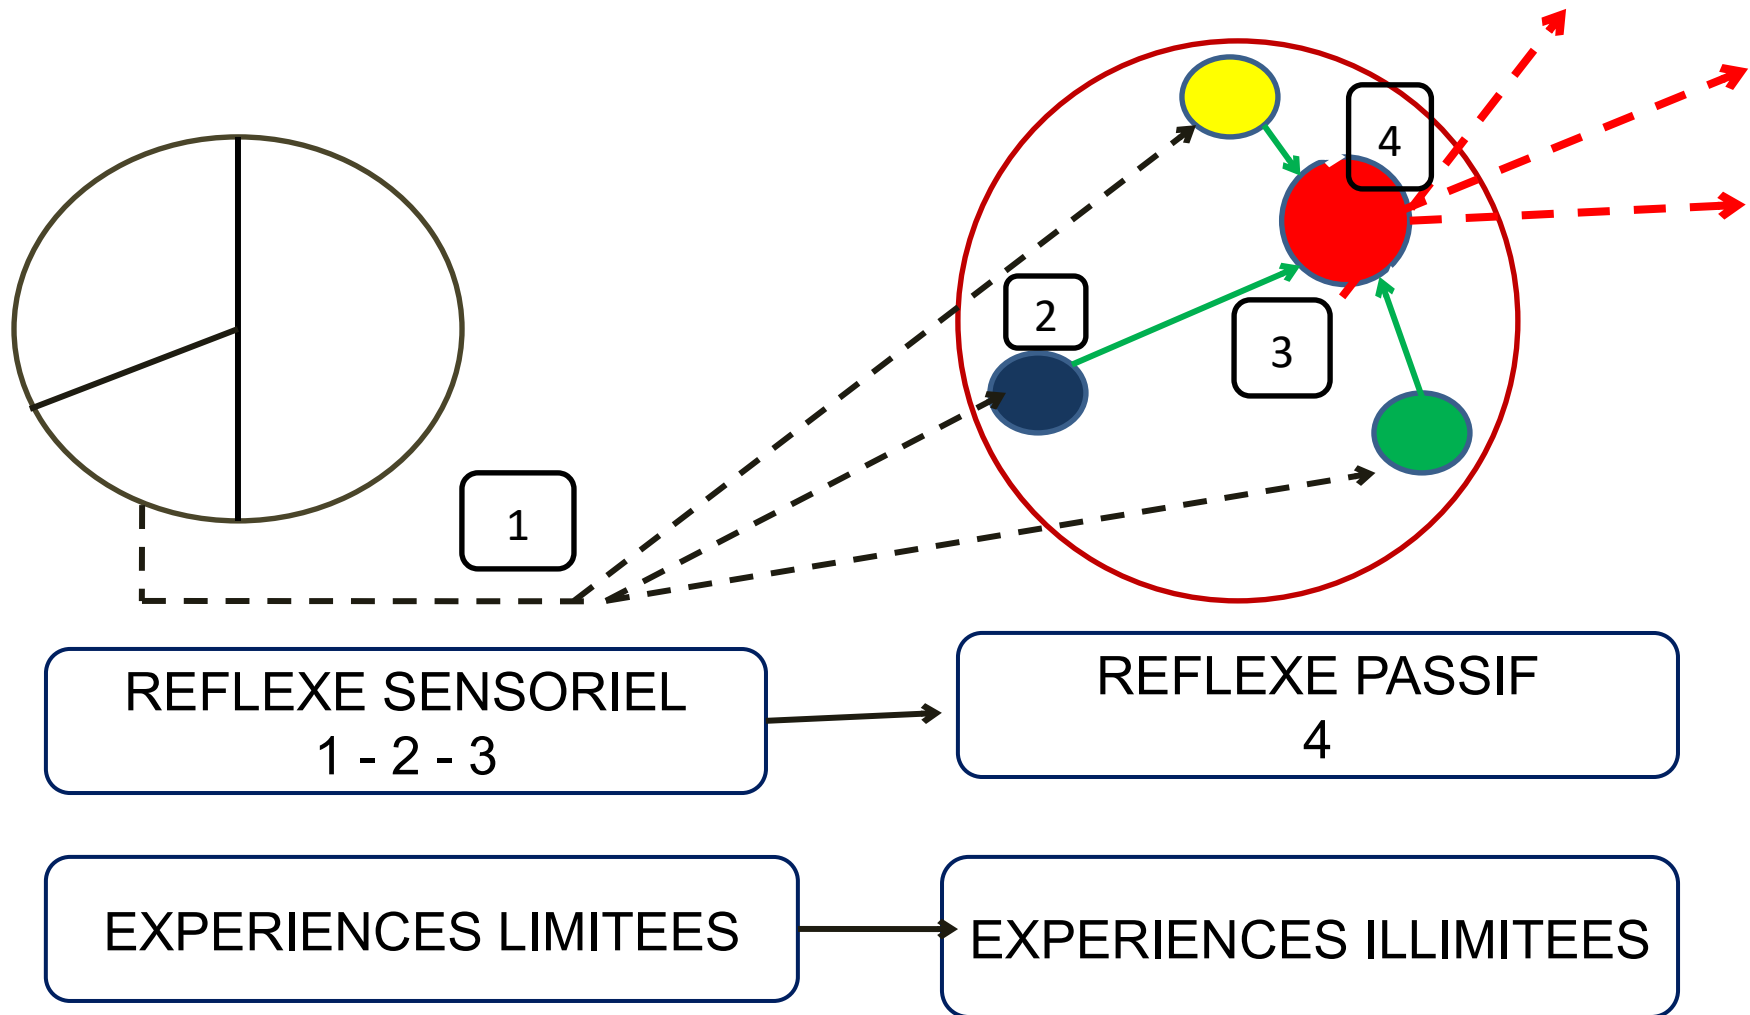 4
2
3
1
REFLEXE SENSORIEL
1 - 2 - 3
REFLEXE PASSIF
4
EXPERIENCES LIMITEES
EXPERIENCES ILLIMITEES